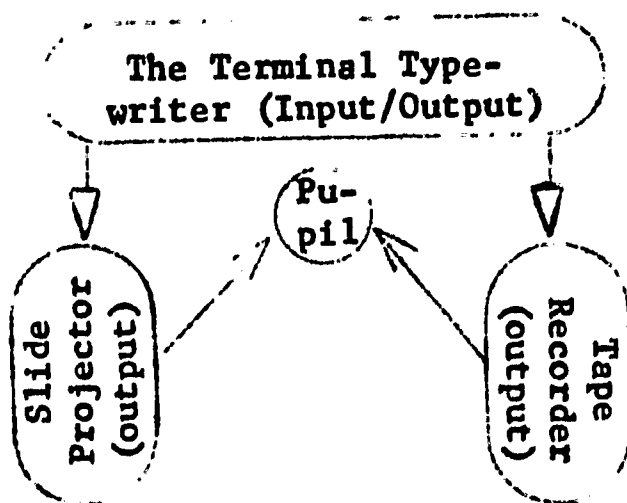 The Terminal Type-
writer (Input/Output)
Pu-
pil
Slide
Projector
(output)
Tape
Recorder
(output)